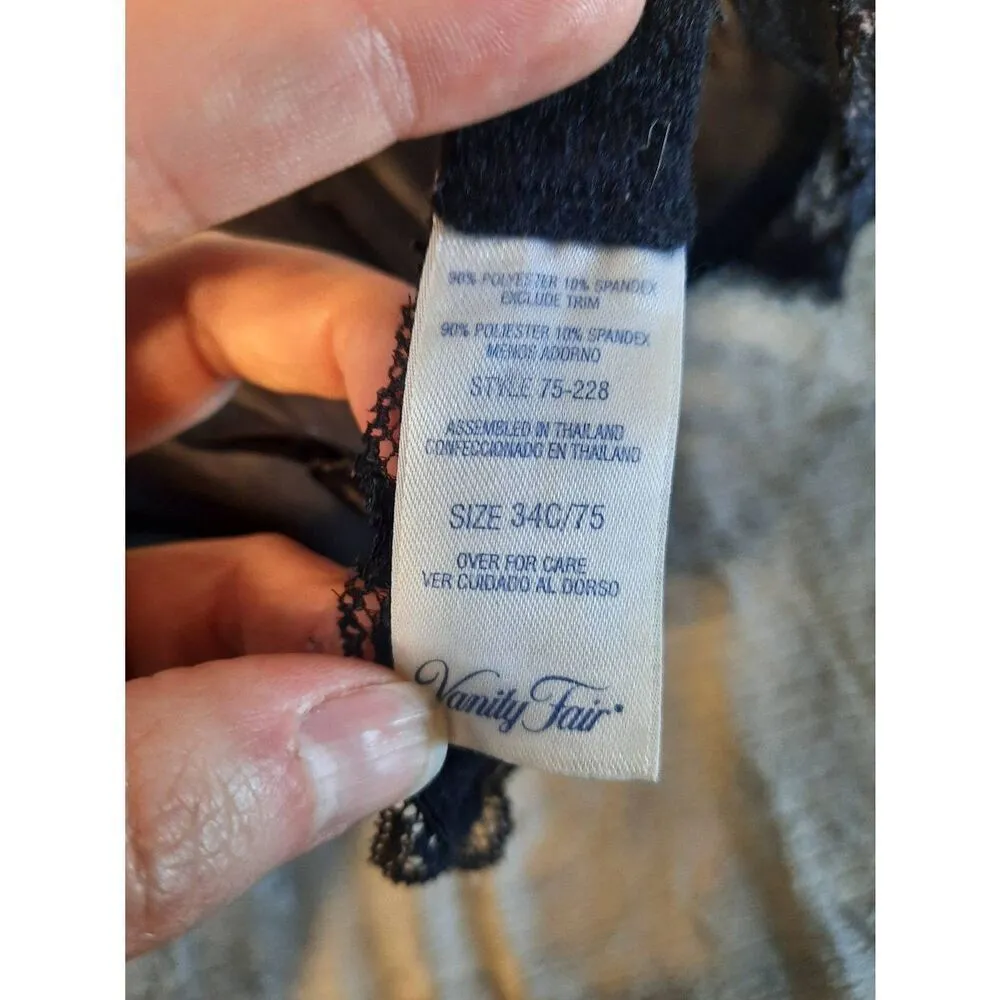 90% POLYESTER 10% SPANDEX
EXCLUDE TRIM
90% POLIESTER 10% SPANDEX
MENOS ADORNO
STYLE 75-228
ASSEMBLED IN THAILAND
CONFECCIONADO EN THAILAND
SIZE 34C/75
OVER FOR CARE
VER CUIDADO AL DORSO
Vanity Fair